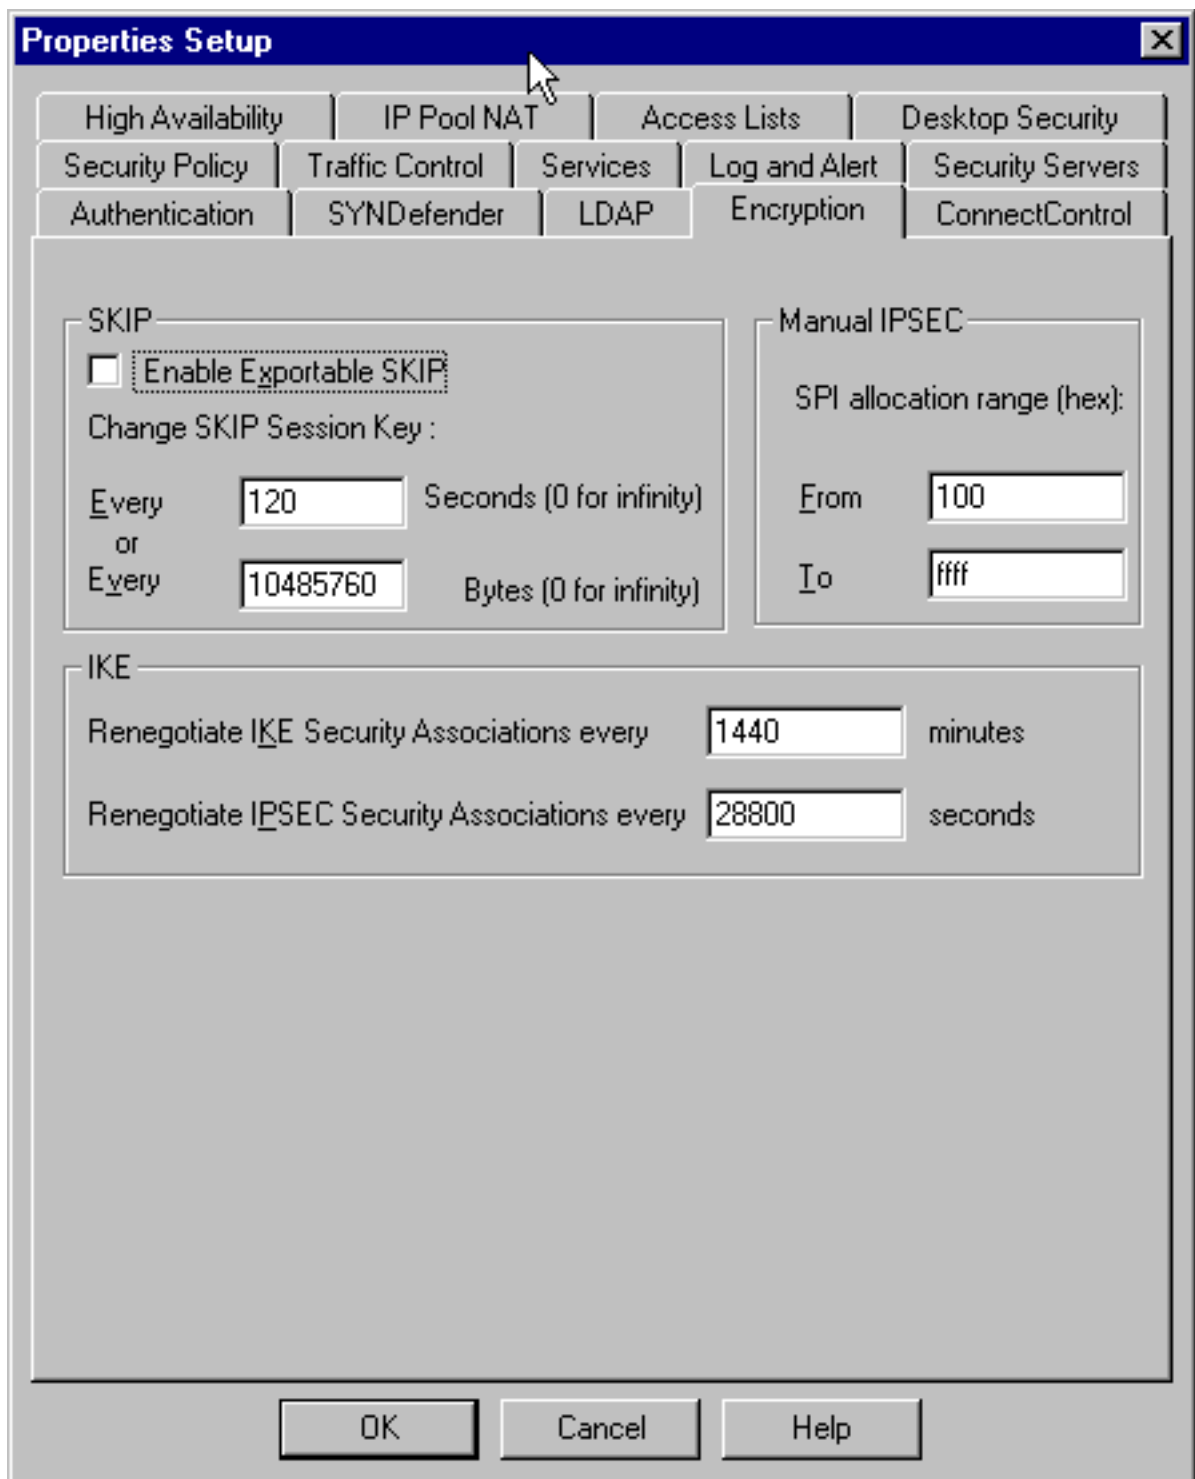 Properties Setup
High Availability IP Pool NAT Access Lists Desktop Security
Security Policy Traffic Control Services Log and Alert Security Servers
Authentication SYNDefender LDAP Encryption ConnectControl
SKIP
Enable Exportable SKIP
Change SKIP Session Key :
Every 120 Seconds (0 for infinity)
or
Every 10485760 Bytes (0 for infinity)
Manual IPSEC
SPI allocation range (hex):
From 100
To ffff
IKE
Renegotiate IKE Security Associations every 1440 minutes
Renegotiate IPSEC Security Associations every 28800 seconds
OK Cancel Help